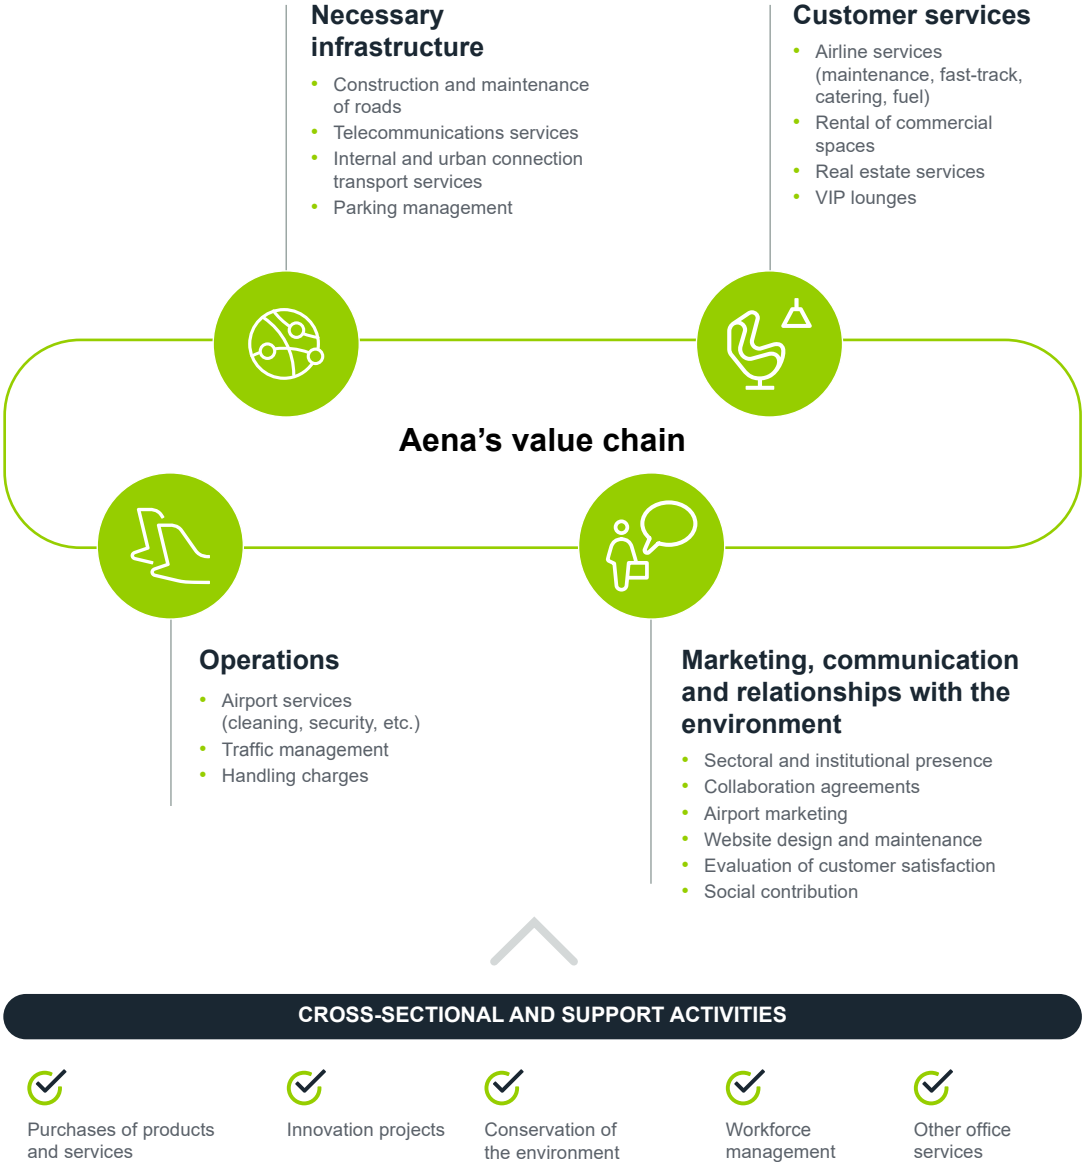 Necessary
infrastructure
• Construction and maintenance
of roads
• Telecommunications services
• Internal and urban connection
transport services
• Parking management
Customer services
• Airline services
(maintenance, fast-track,
catering, fuel)
• Rental of commercial
spaces
• Real estate services
• VIP lounges
Aena’s value chain
Operations
• Airport services
(cleaning, security, etc.)
• Traffic management
• Handling charges
Marketing, communication
and relationships with the
environment
• Sectoral and institutional presence
• Collaboration agreements
• Airport marketing
• Website design and maintenance
• Evaluation of customer satisfaction
• Social contribution
CROSS-SECTIONAL AND SUPPORT ACTIVITIES
Purchases of products
and services
Innovation projects
Conservation of
the environment
Workforce
management
Other office
services